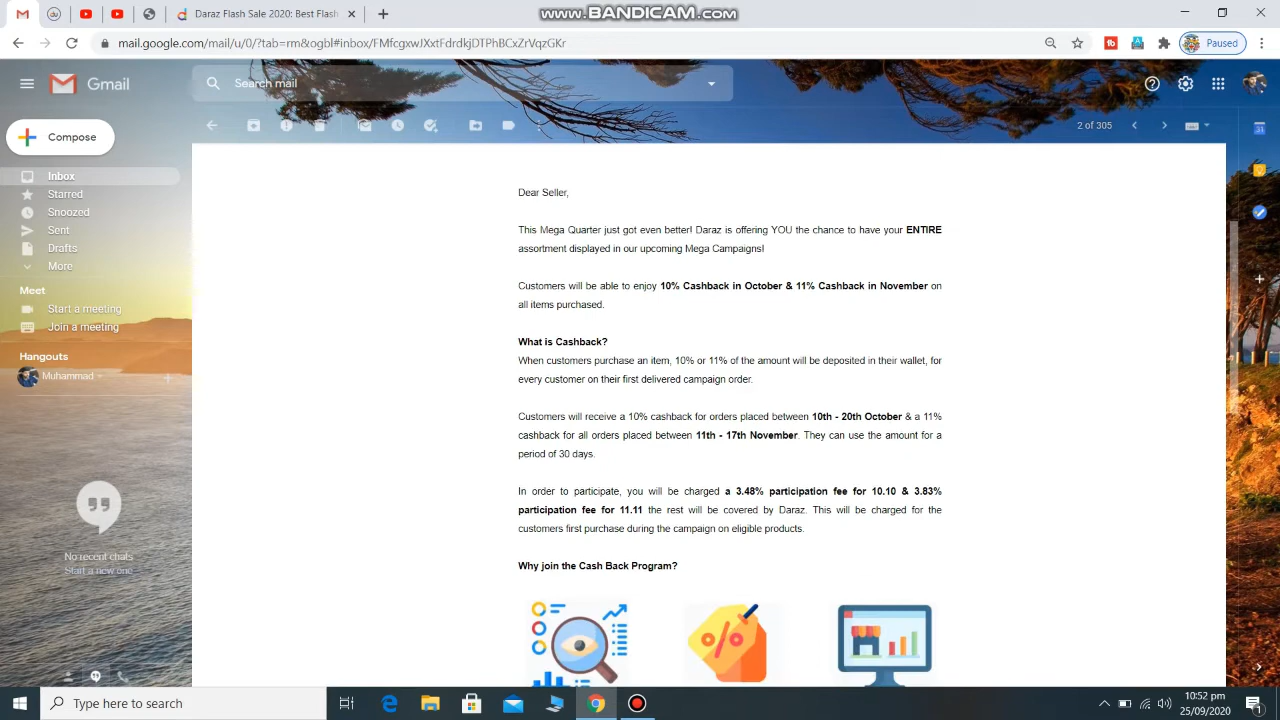 Daraz Flash Sale 2020: Best Flash
www.BANDICAM.com
mail.google.com/mail/u/0/?tab=rm&ogbl#inbox/FMfcgxwJXxtFdrdkjDTPhBCxZrVqzGKr
Paused
Gmail
Search mail
Compose
2 of 305
Inbox
Starred
Snoozed
Sent
Drafts
More
Meet
Start a meeting
Join a meeting
Hangouts
Muhammad
No recent chats
Start a new one
Dear Seller,
This Mega Quarter just got even better! Daraz is offering YOU the chance to have your ENTIRE
assortment displayed in our upcoming Mega Campaigns!
Customers will be able to enjoy 10% Cashback in October & 11% Cashback in November on
all items purchased.
What is Cashback?
When customers purchase an item, 10% or 11% of the amount will be deposited in their wallet, for
every customer on their first delivered campaign order.
Customers will receive a 10% cashback for orders placed between 10th - 20th October & a 11%
cashback for all orders placed between 11th - 17th November. They can use the amount for a
period of 30 days.
In order to participate, you will be charged a 3.48% participation fee for 10.10 & 3.83%
participation fee for 11.11 the rest will be covered by Daraz. This will be charged for the
customers first purchase during the campaign on eligible products.
Why join the Cash Back Program?
Type here to search
10:52 pm
25/09/2020